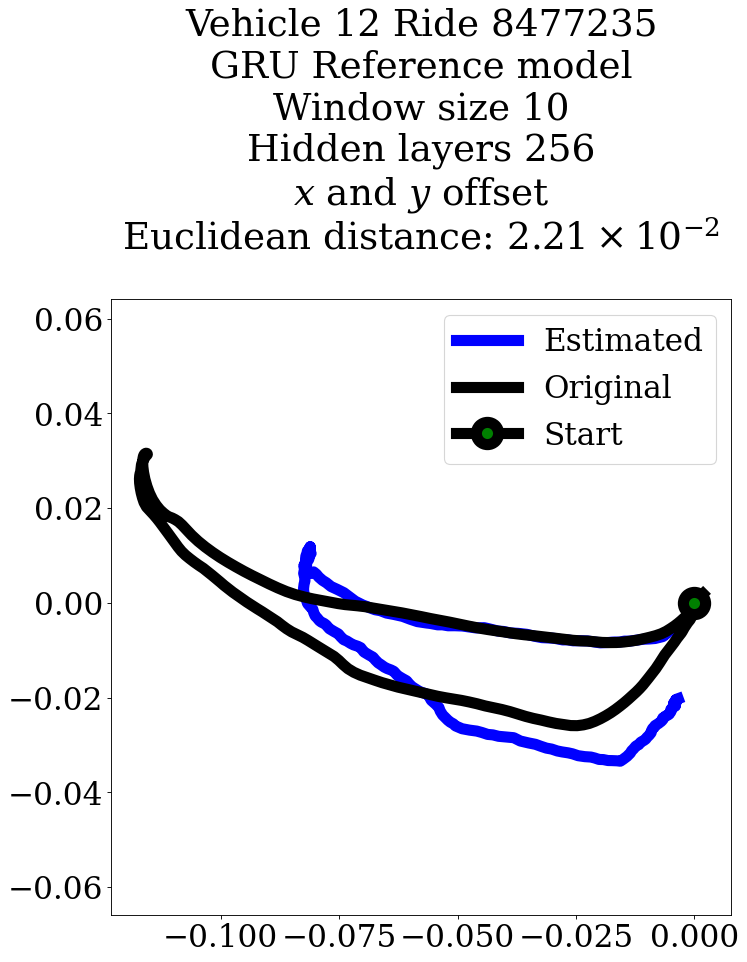 Vehicle 12 Ride 8477235
GRU Reference model
Window size 10
Hidden layers 256
x and y offset
Euclidean distance: 2.21 × 10⁻²
Estimated
Original
Start
0.06
0.04
0.02
0.00
−0.02
−0.04
−0.06
−0.100 −0.075 −0.050 −0.025 0.000